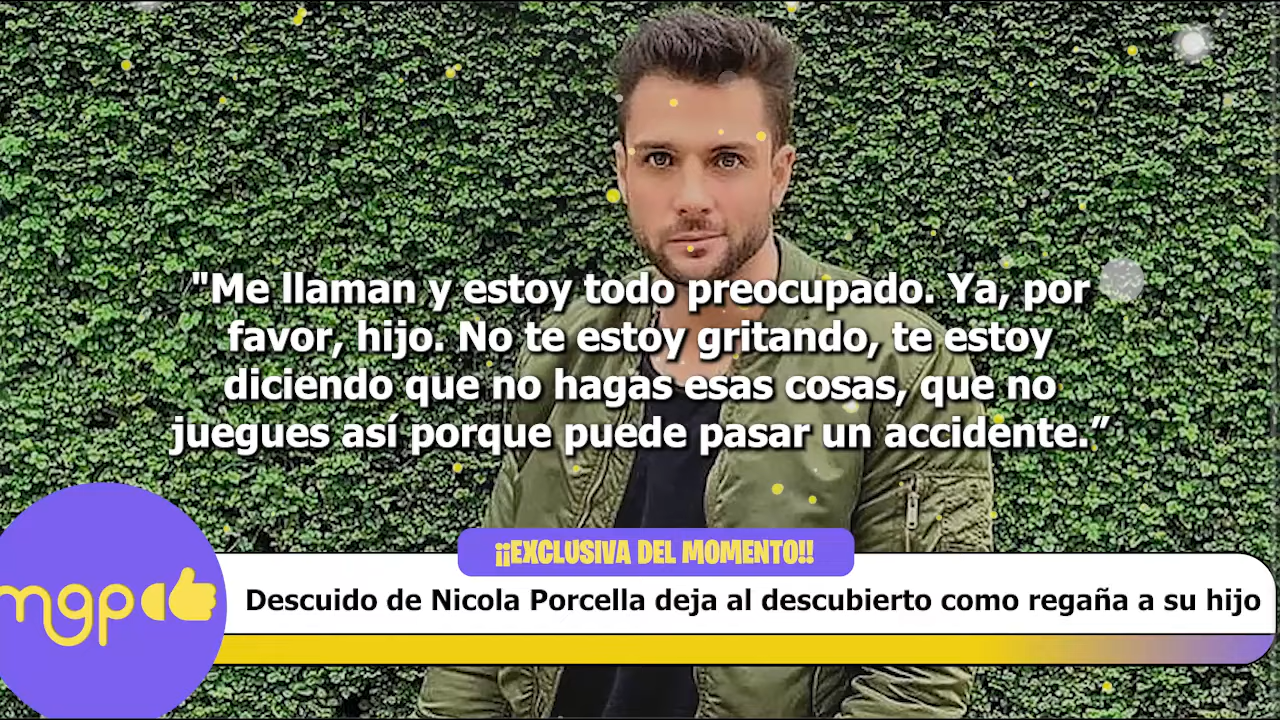 "Me llaman y estoy todo preocupado. Ya, por
favor, hijo. No te estoy gritando, te estoy
diciendo que no hagas esas cosas, que no
juegues así porque puede pasar un accidente.”
¡¡EXCLUSIVA DEL MOMENTO!!
mgp
Descuido de Nicola Porcella deja al descubierto como regaña a su hijo